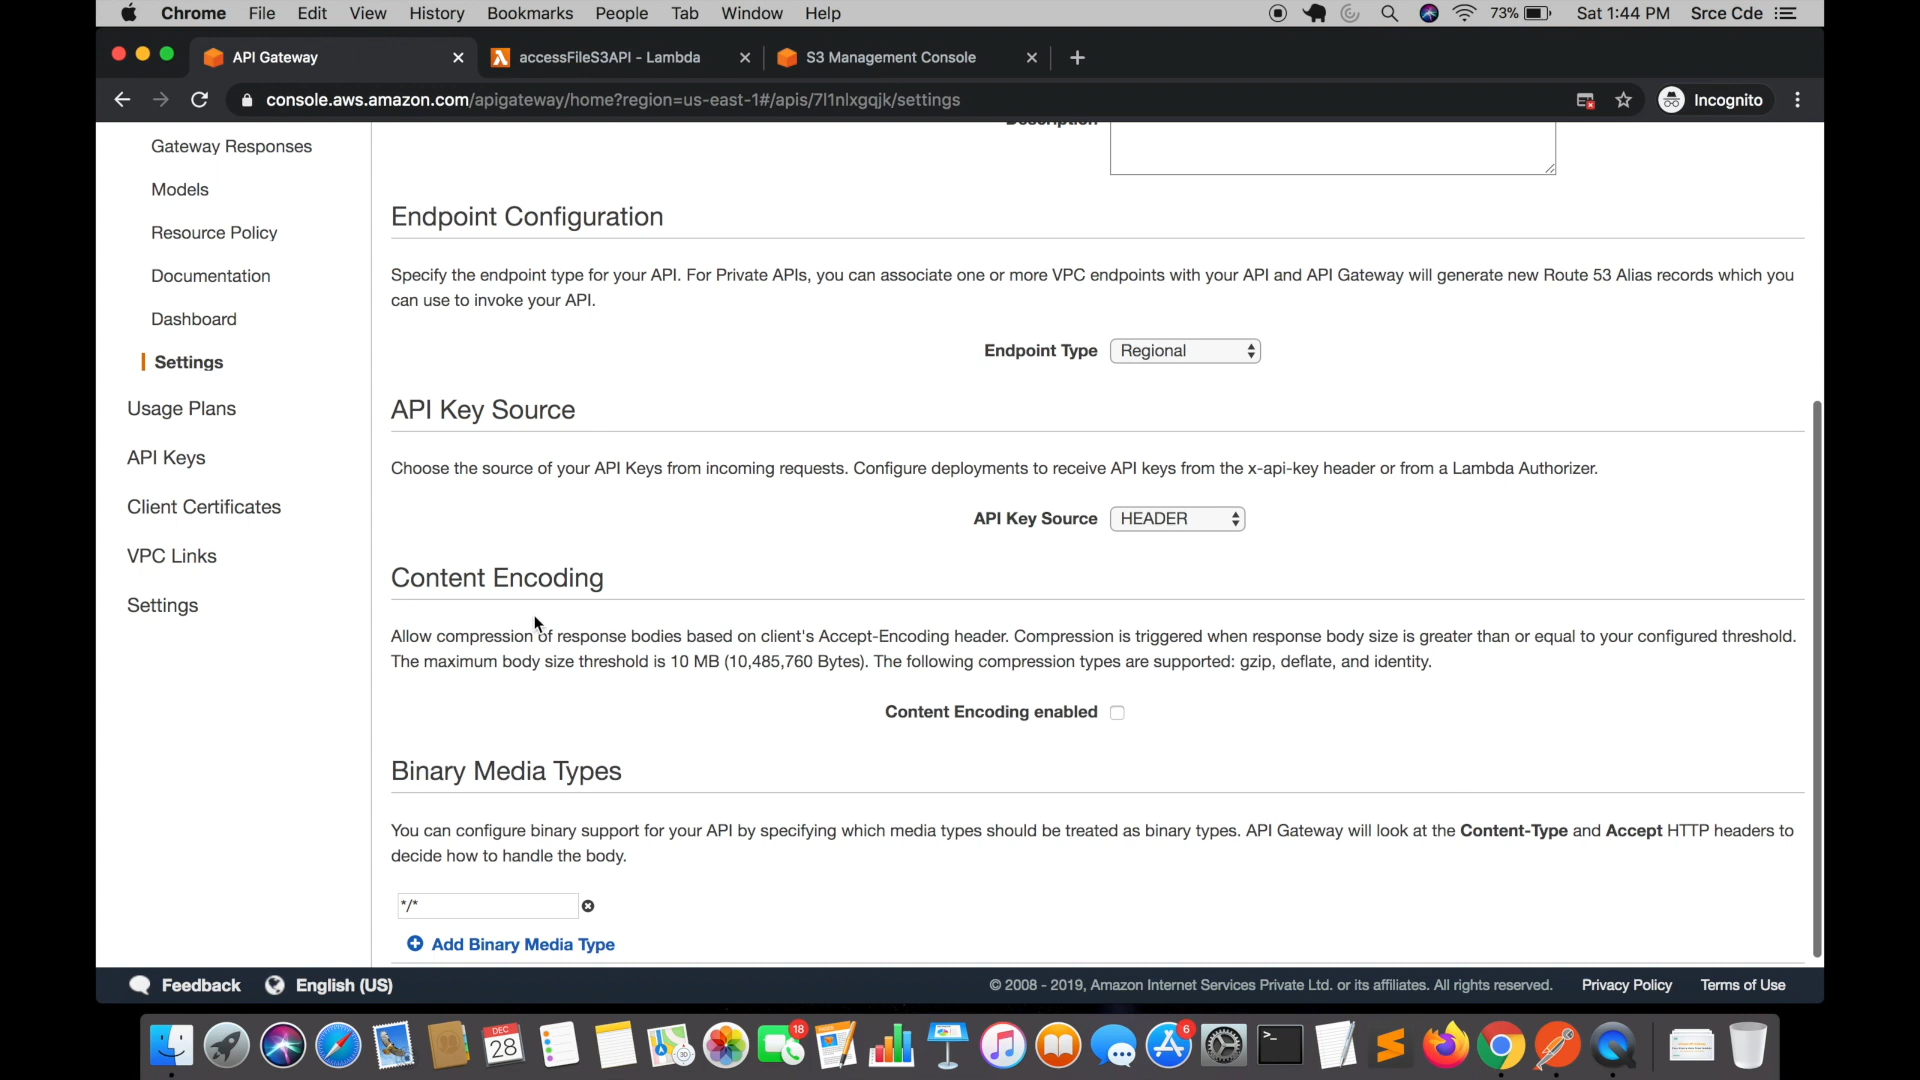 Chrome File Edit View History Bookmarks People Tab Window Help 73% Sat 1:44 PM Srce Cde
API Gateway accessFileS3API - Lambda S3 Management Console
console.aws.amazon.com/apigateway/home?region=us-east-1#/apis/7l1nlxgqjk/settings Incognito
Description
Gateway Responses
Models
Resource Policy
Documentation
Dashboard
Settings
Usage Plans
API Keys
Client Certificates
VPC Links
Settings
Endpoint Configuration
Specify the endpoint type for your API. For Private APIs, you can associate one or more VPC endpoints with your API and API Gateway will generate new Route 53 Alias records which you
can use to invoke your API.
Endpoint Type Regional
API Key Source
Choose the source of your API Keys from incoming requests. Configure deployments to receive API keys from the x-api-key header or from a Lambda Authorizer.
API Key Source HEADER
Content Encoding
Allow compression of response bodies based on client's Accept-Encoding header. Compression is triggered when response body size is greater than or equal to your configured threshold.
The maximum body size threshold is 10 MB (10,485,760 Bytes). The following compression types are supported: gzip, deflate, and identity.
Content Encoding enabled
Binary Media Types
You can configure binary support for your API by specifying which media types should be treated as binary types. API Gateway will look at the Content-Type and Accept HTTP headers to
decide how to handle the body.
*/*
Add Binary Media Type
Feedback English (US) © 2008 - 2019, Amazon Internet Services Private Ltd. or its affiliates. All rights reserved. Privacy Policy Terms of Use
DEC
28
18
6